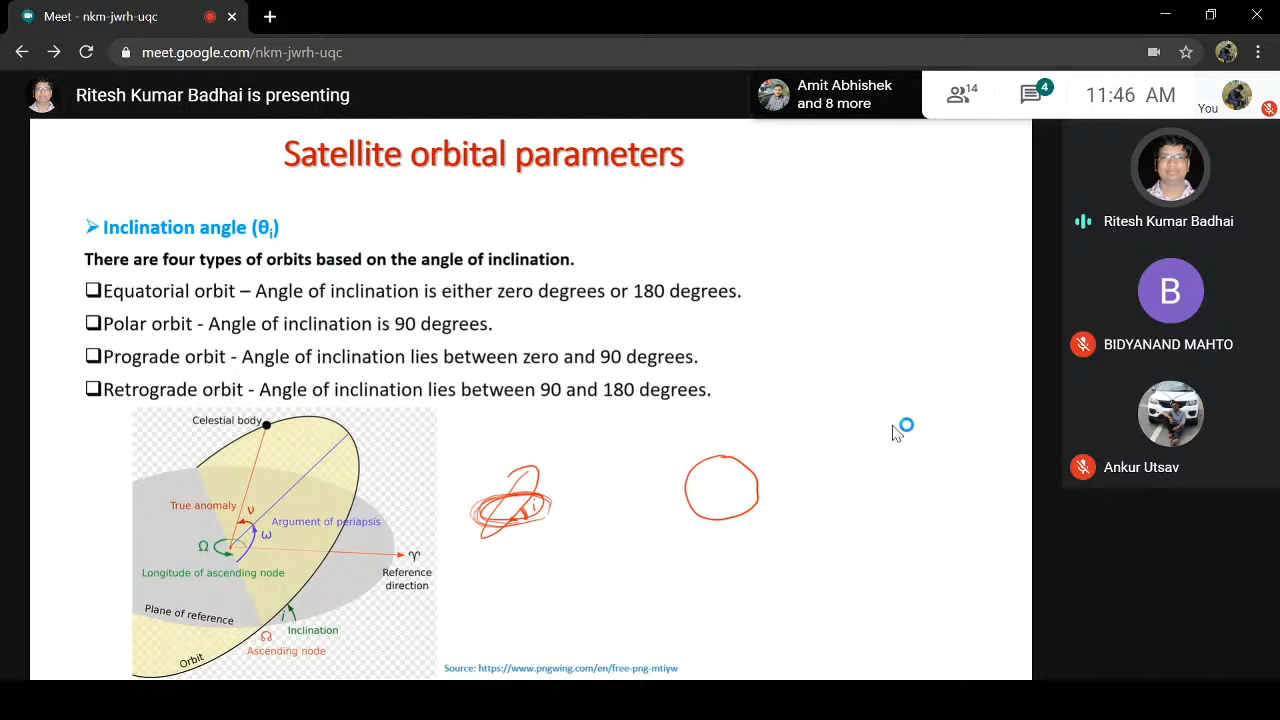 Meet - nkm-jwrh-uqc
meet.google.com/nkm-jwrh-uqc
Ritesh Kumar Badhai is presenting
Amit Abhishek
and 8 more
14
4
11:46 AM
You
Satellite orbital parameters
Inclination angle (θi)
There are four types of orbits based on the angle of inclination.
Equatorial orbit – Angle of inclination is either zero degrees or 180 degrees.
Polar orbit - Angle of inclination is 90 degrees.
Prograde orbit - Angle of inclination lies between zero and 90 degrees.
Retrograde orbit - Angle of inclination lies between 90 and 180 degrees.
Celestial body
True anomaly
ν
Argument of periapsis
ω
Ω
♈
Longitude of ascending node
Reference
direction
Plane of reference
i
Inclination
☊
Ascending node
Orbit
i
Source: https://www.pngwing.com/en/free-png-mtiyw
Ritesh Kumar Badhai
B
BIDYANAND MAHTO
Ankur Utsav